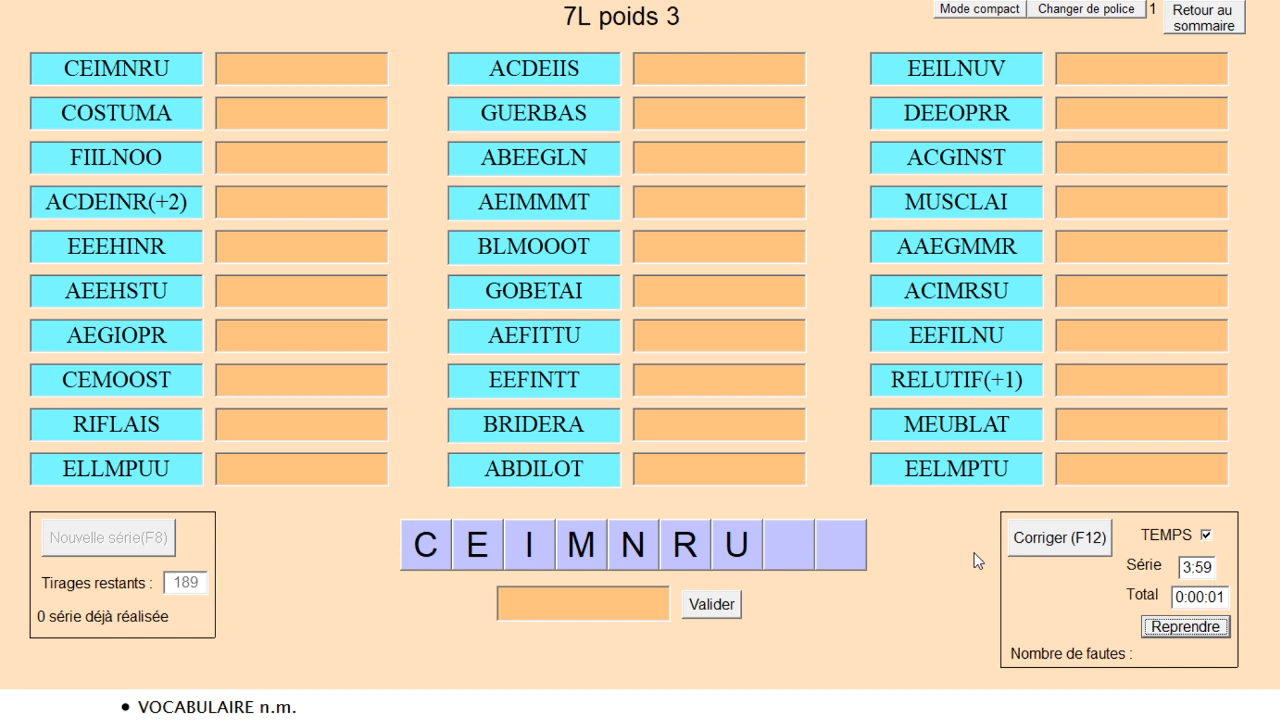 7L poids 3
Mode compact
Changer de police
1
Retour au
sommaire
CEIMNRU
ACDEIIS
EEILNUV
COSTUMA
GUERBAS
DEEOPRR
FIILNOO
ABEEGLN
ACGINST
ACDEINR(+2)
AEIMMMT
MUSCLAI
EEEHINR
BLMOOOT
AAEGMMR
AEEHSTU
GOBETAI
ACIMRSU
AEGIOPR
AEFITTU
EEFILNU
CEMOOST
EEFINTT
RELUTIF(+1)
RIFLAIS
BRIDERA
MEUBLAT
ELLMPUU
ABDILOT
EELMPTU
Nouvelle série(F8)
Tirages restants : 189
0 série déjà réalisée
C E I M N R U
Valider
Corriger (F12)
TEMPS
Série 3:59
Total 0:00:01
Reprendre
Nombre de fautes :
• VOCABULAIRE n.m.